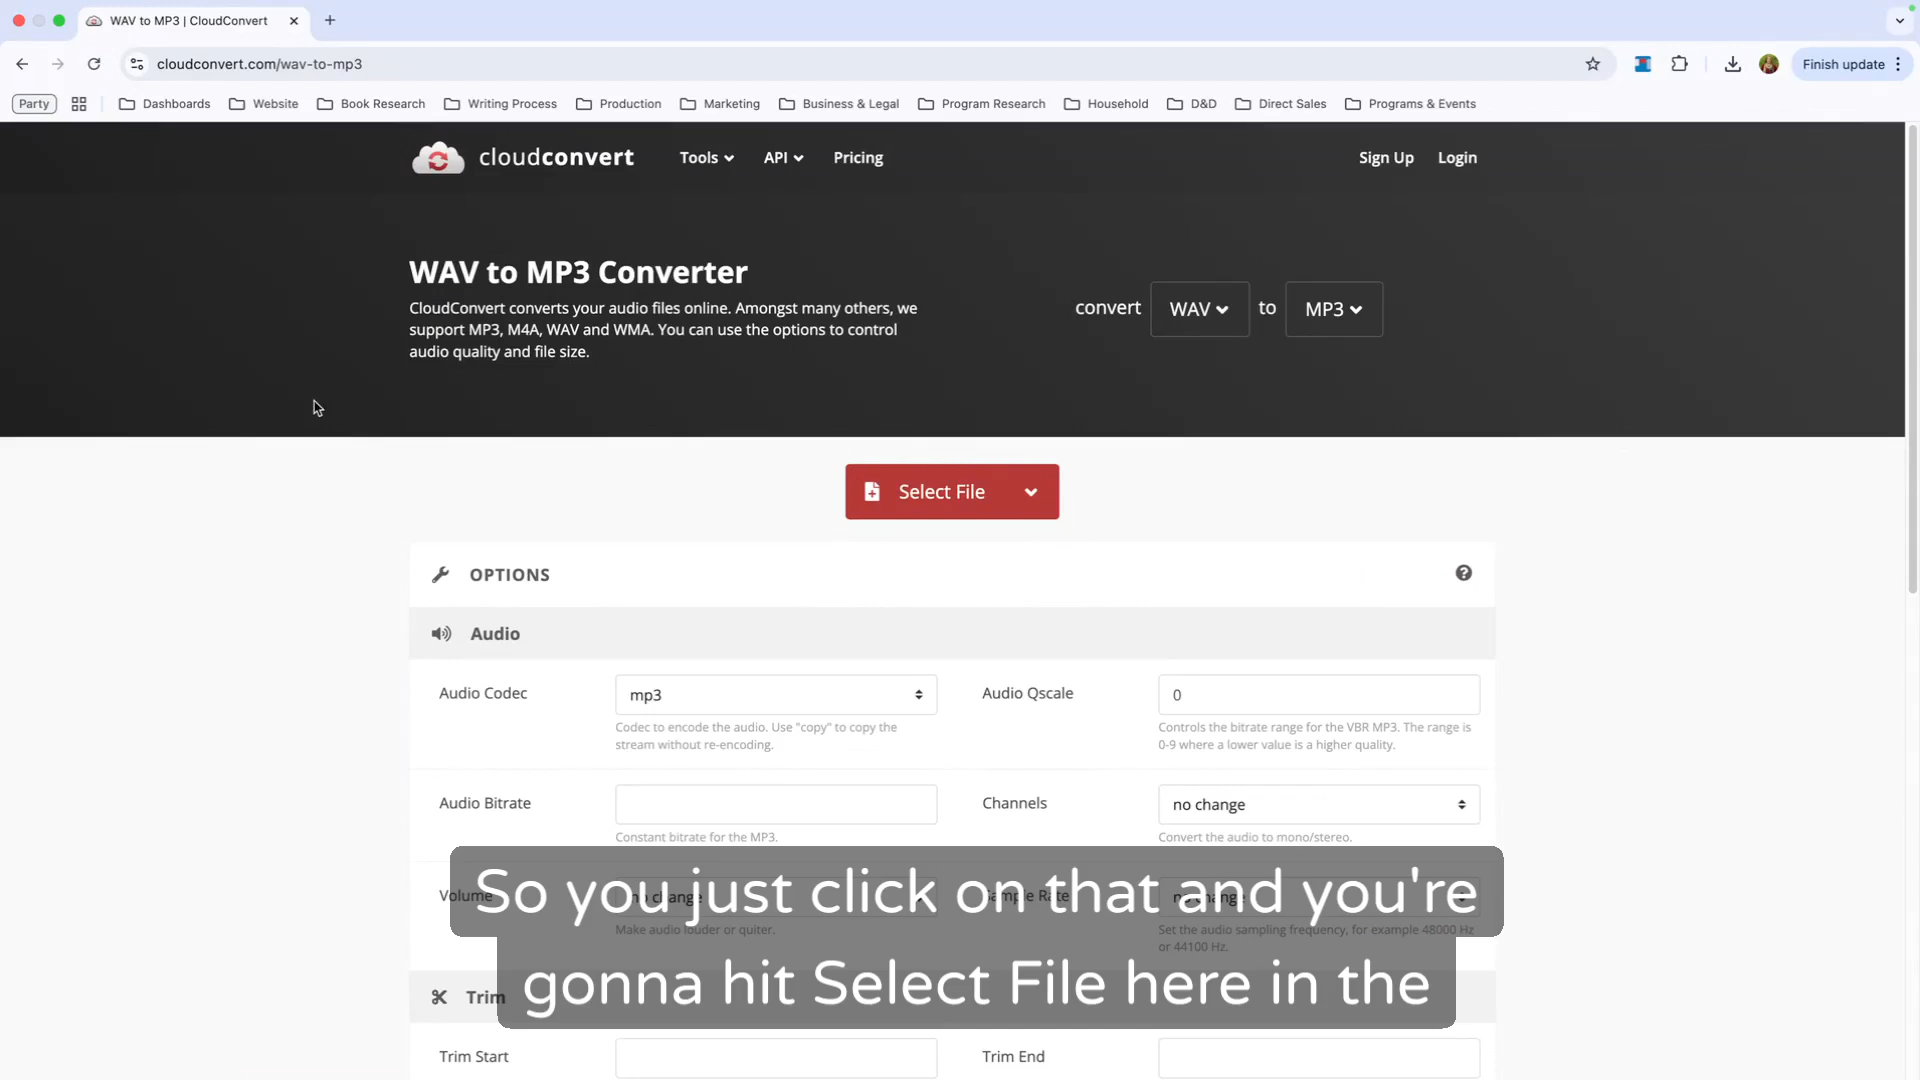 WAV to MP3 | CloudConvert
cloudconvert.com/wav-to-mp3
Finish update
Party
Dashboards
Website
Book Research
Writing Process
Production
Marketing
Business & Legal
Program Research
Household
D&D
Direct Sales
Programs & Events
cloudconvert
Tools
API
Pricing
Sign Up
Login
WAV to MP3 Converter
CloudConvert converts your audio files online. Amongst many others, we
support MP3, M4A, WAV and WMA. You can use the options to control
audio quality and file size.
convert WAV to MP3
Select File
OPTIONS
Audio
Audio Codec
mp3
Codec to encode the audio. Use "copy" to copy the
stream without re-encoding.
Audio Qscale
0
Controls the bitrate range for the VBR MP3. The range is
0-9 where a lower value is a higher quality.
Audio Bitrate
Constant bitrate for the MP3.
Channels
no change
Convert the audio to mono/stereo.
Volume
no change
Make audio louder or quiter.
Sample Rate
no change
Set the audio sampling frequency, for example 48000 Hz
or 44100 Hz.
So you just click on that and you're
gonna hit Select File here in the
Trim
Trim Start
Trim End